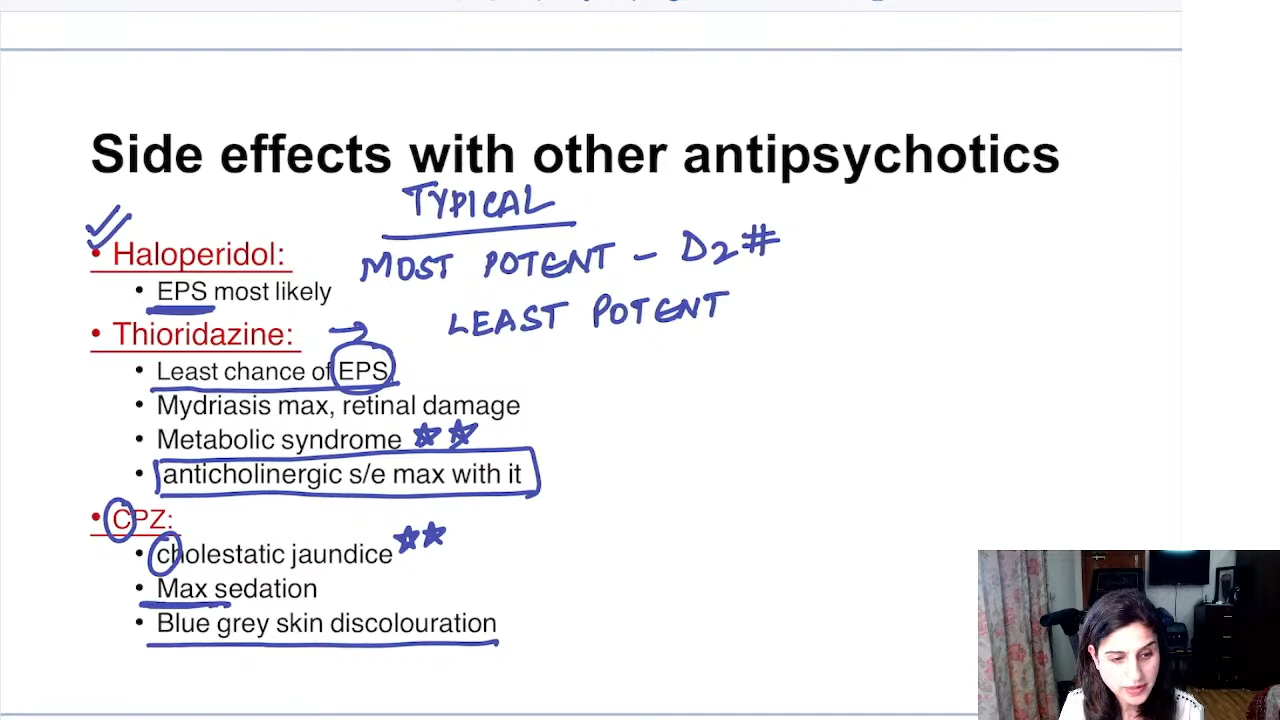 Side effects with other antipsychotics
TYPICAL
• Haloperidol:
MOST POTENT - D2#
• EPS most likely
LEAST POTENT
• Thioridazine: →
• Least chance of EPS
• Mydriasis max, retinal damage
• Metabolic syndrome ☆☆
• anticholinergic s/e max with it
• CPZ:
• cholestatic jaundice ☆☆
• Max sedation
• Blue grey skin discolouration